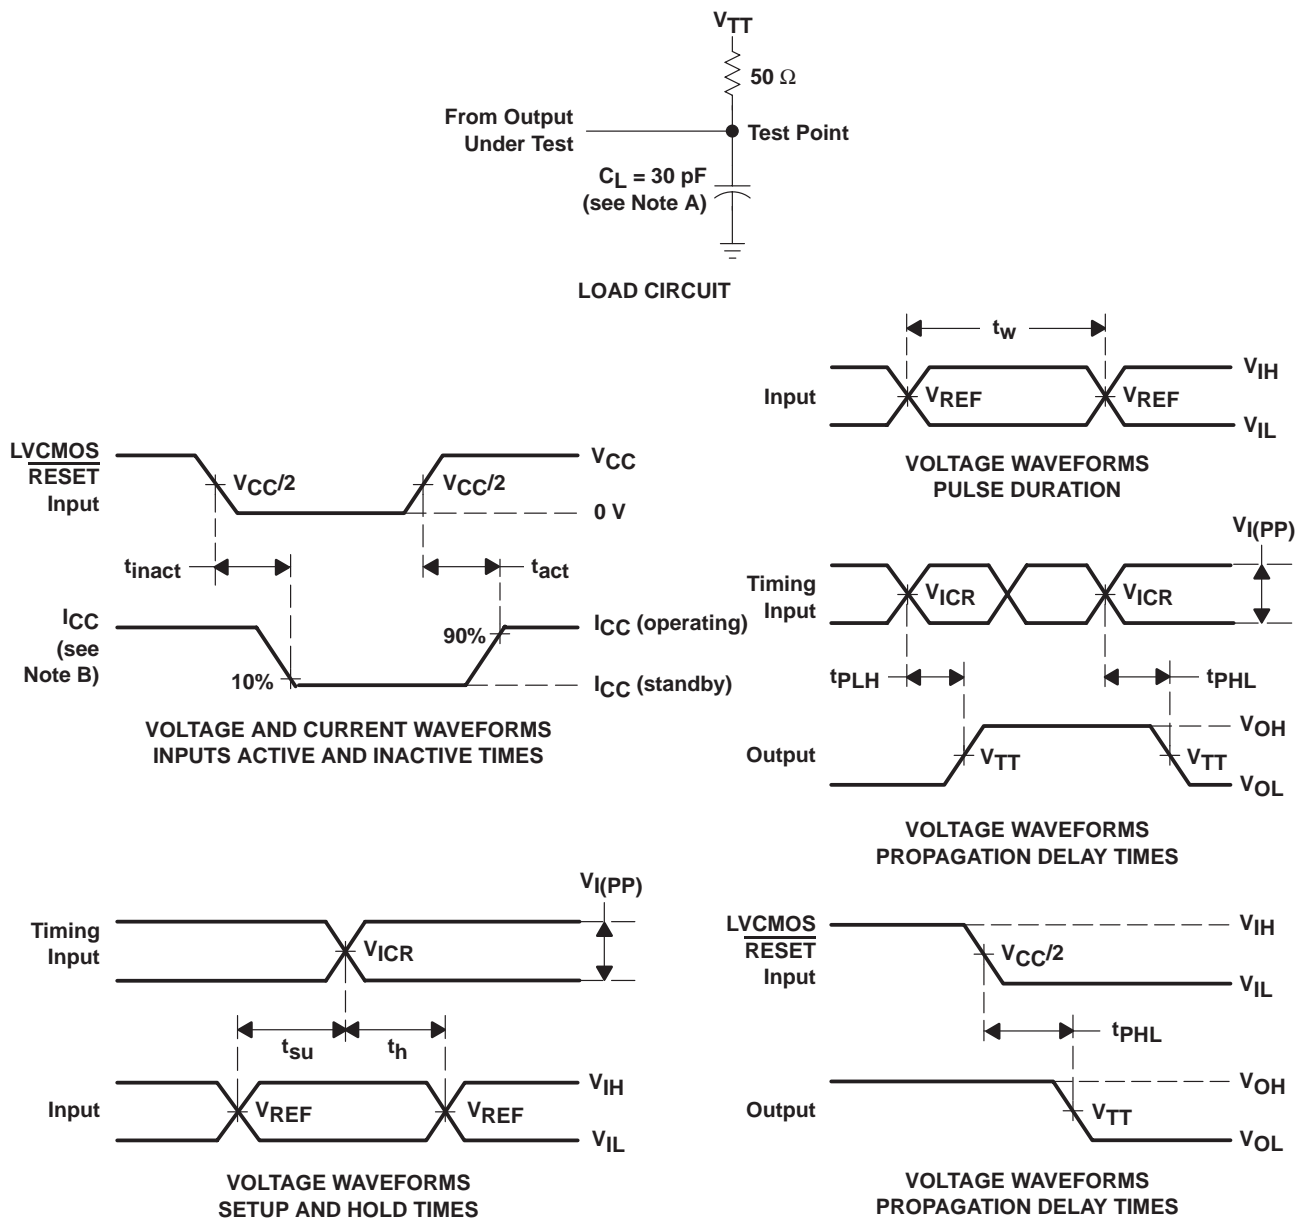 VTT
50 Ω
From Output
Under Test
Test Point
CL = 30 pF
(see Note A)
LOAD CIRCUIT
tw
Input
VREF
VREF
VIH
VIL
VOLTAGE WAVEFORMS
PULSE DURATION
LVCMOS
RESET
Input
VCC/2
VCC/2
VCC
0 V
tinact
tact
ICC
(see
Note B)
10%
90%
ICC (operating)
ICC (standby)
VOLTAGE AND CURRENT WAVEFORMS
INPUTS ACTIVE AND INACTIVE TIMES
VI(PP)
Timing
Input
VICR
VICR
tPLH
tPHL
Output
VTT
VTT
VOH
VOL
VOLTAGE WAVEFORMS
PROPAGATION DELAY TIMES
VI(PP)
Timing
Input
VICR
tsu
th
Input
VREF
VREF
VIH
VIL
VOLTAGE WAVEFORMS
SETUP AND HOLD TIMES
LVCMOS
RESET
Input
VCC/2
VIH
VIL
tPHL
Output
VTT
VOH
VOL
VOLTAGE WAVEFORMS
PROPAGATION DELAY TIMES